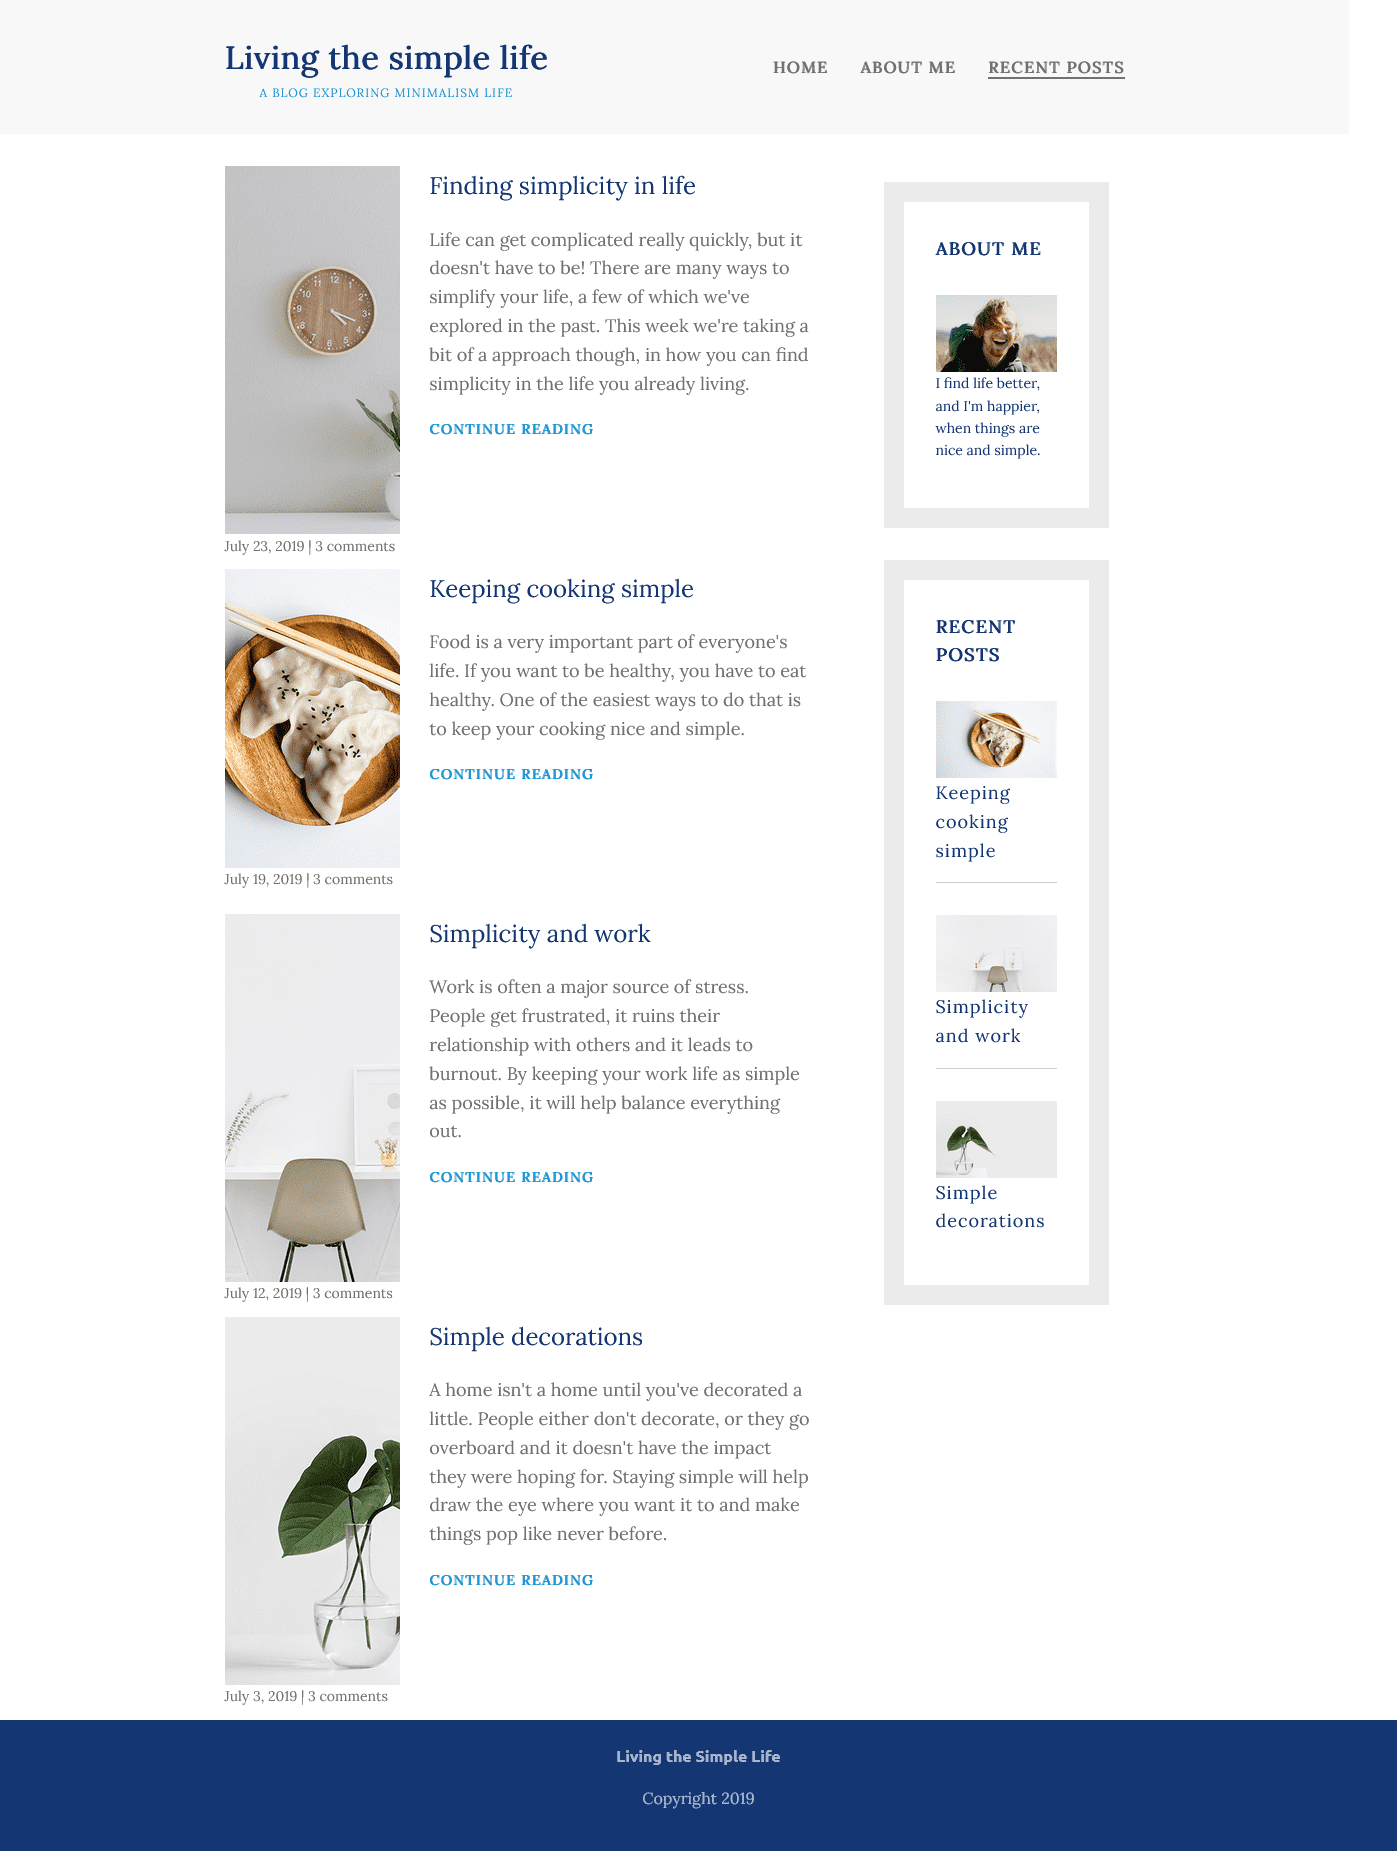 Living the simple life
A BLOG EXPLORING MINIMALISM LIFE
HOME ABOUT ME RECENT POSTS
Finding simplicity in life
Life can get complicated really quickly, but it
doesn't have to be! There are many ways to
simplify your life, a few of which we've
explored in the past. This week we're taking a
bit of a approach though, in how you can find
simplicity in the life you already living.
CONTINUE READING
July 23, 2019 | 3 comments
Keeping cooking simple
Food is a very important part of everyone's
life. If you want to be healthy, you have to eat
healthy. One of the easiest ways to do that is
to keep your cooking nice and simple.
CONTINUE READING
July 19, 2019 | 3 comments
Simplicity and work
Work is often a major source of stress.
People get frustrated, it ruins their
relationship with others and it leads to
burnout. By keeping your work life as simple
as possible, it will help balance everything
out.
CONTINUE READING
July 12, 2019 | 3 comments
Simple decorations
A home isn't a home until you've decorated a
little. People either don't decorate, or they go
overboard and it doesn't have the impact
they were hoping for. Staying simple will help
draw the eye where you want it to and make
things pop like never before.
CONTINUE READING
July 3, 2019 | 3 comments
ABOUT ME
I find life better,
and I'm happier,
when things are
nice and simple.
RECENT
POSTS
Keeping
cooking
simple
Simplicity
and work
Simple
decorations
Living the Simple Life
Copyright 2019